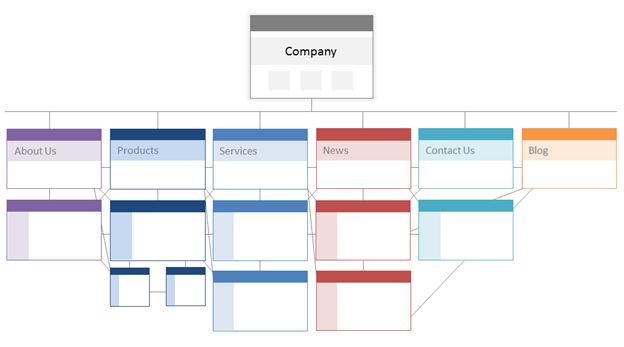 Company
About Us
Products
Services
News
Contact Us
Blog